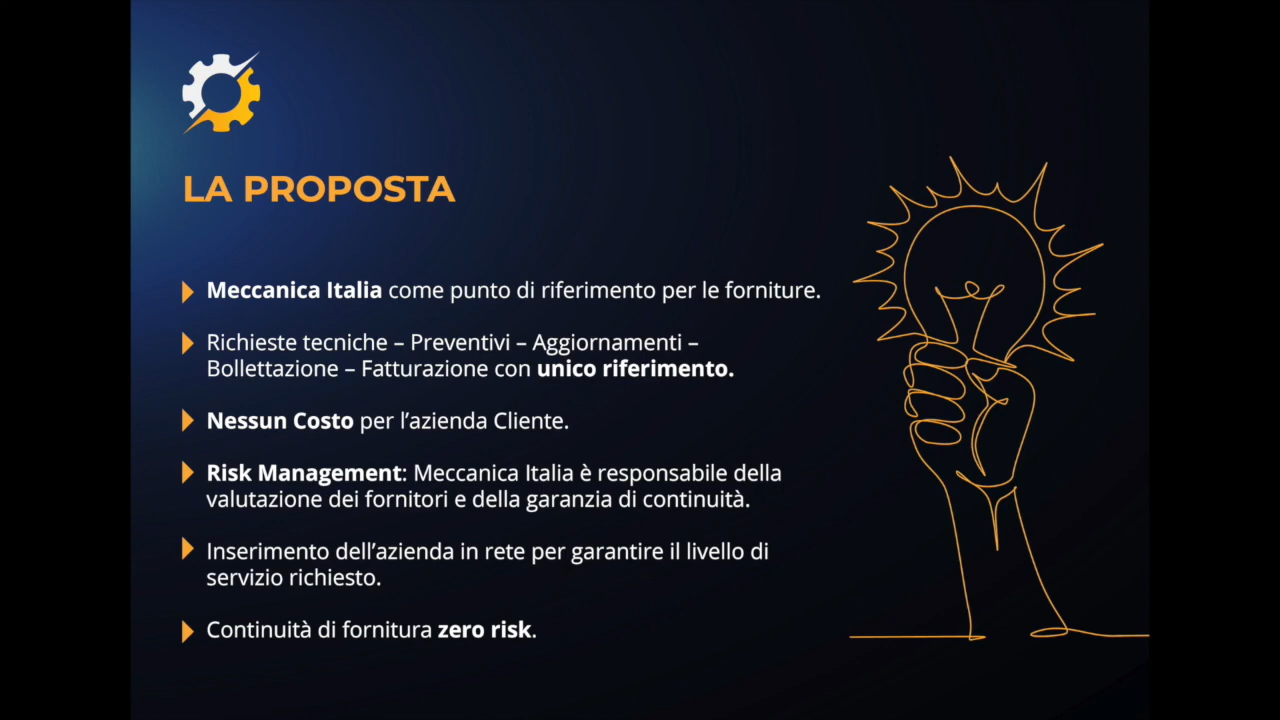 LA PROPOSTA
Meccanica Italia come punto di riferimento per le forniture.
Richieste tecniche – Preventivi – Aggiornamenti –
Bollettazione – Fatturazione con unico riferimento.
Nessun Costo per l’azienda Cliente.
Risk Management: Meccanica Italia è responsabile della
valutazione dei fornitori e della garanzia di continuità.
Inserimento dell’azienda in rete per garantire il livello di
servizio richiesto.
Continuità di fornitura zero risk.